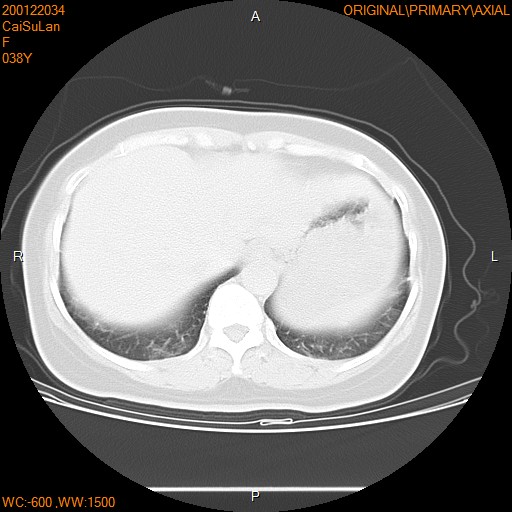 200122034
CaiSuLan
F
038Y
ORIGINAL\PRIMARY\AXIAL
A
R
L
WC:-600 ,WW:1500
P